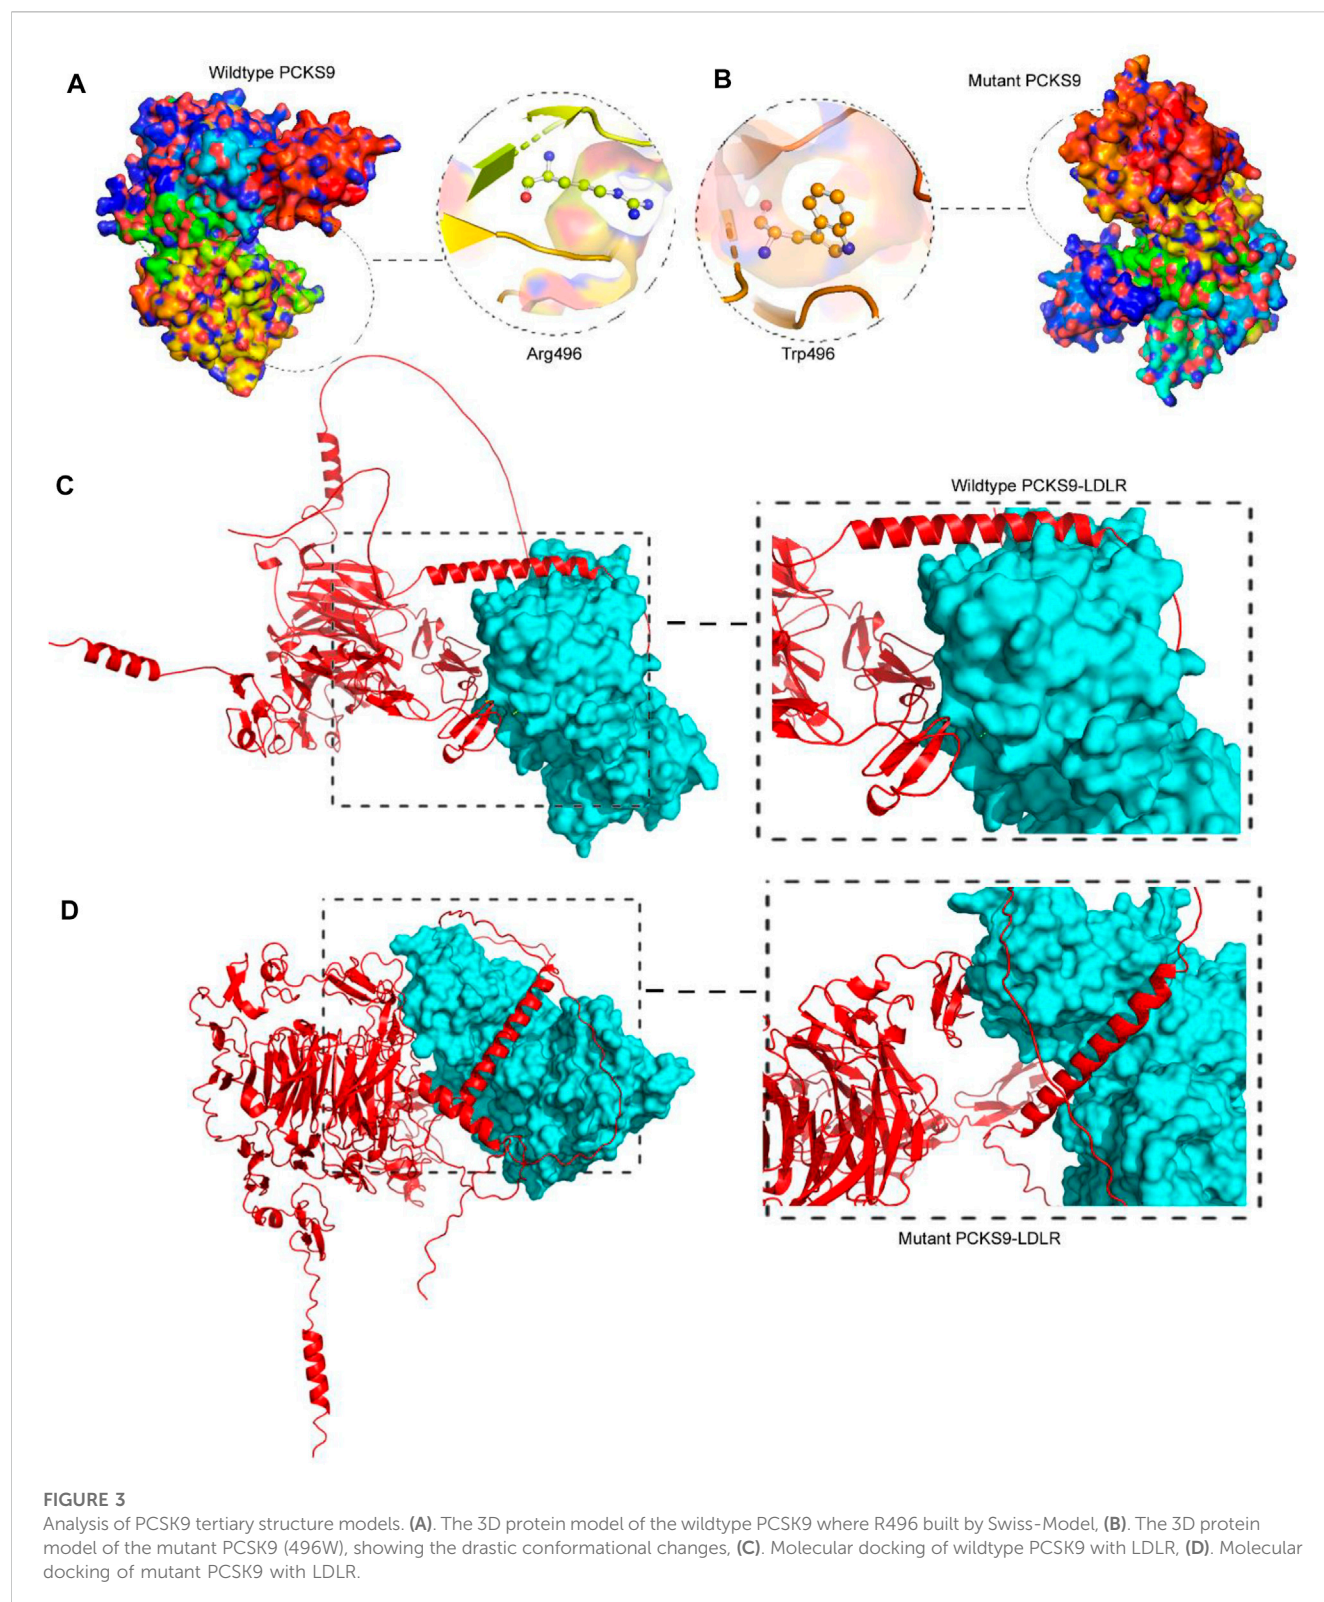 A
Wildtype PCKS9
B
Mutant PCKS9
Arg496
Trp496
C
Wildtype PCKS9-LDLR
D
Mutant PCKS9-LDLR
FIGURE 3
Analysis of PCSK9 tertiary structure models. (A). The 3D protein model of the wildtype PCSK9 where R496 built by Swiss-Model, (B). The 3D protein
model of the mutant PCSK9 (496W), showing the drastic conformational changes, (C). Molecular docking of wildtype PCSK9 with LDLR, (D). Molecular
docking of mutant PCSK9 with LDLR.